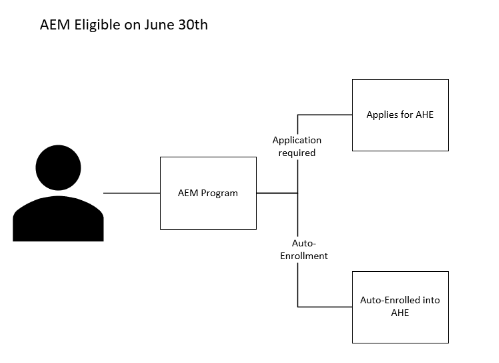 AEM Eligible on June 30th
Applies for AHE
Application
required
AEM Program
Auto-
Enrollment
Auto-Enrolled into
AHE